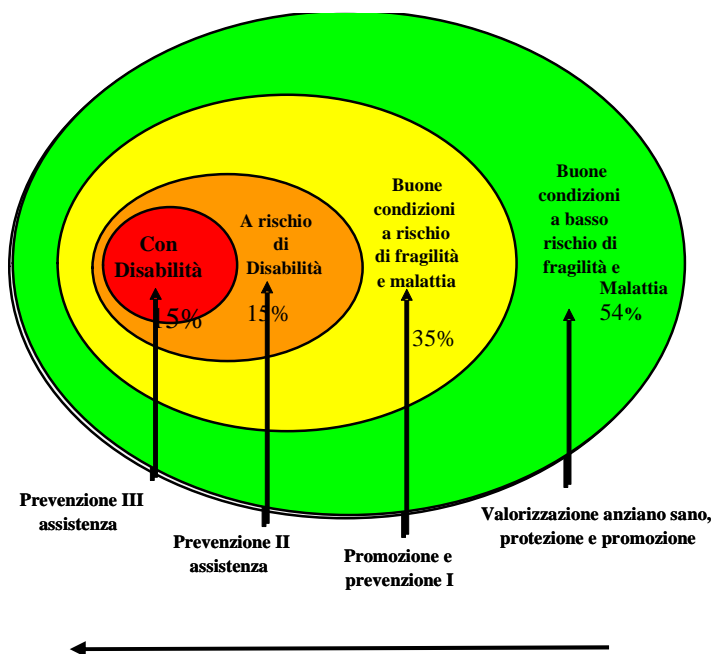 Con
Disabilità
15%
A rischio
di
Disabilità
15%
Buone
condizioni
a rischio
di fragilità
e malattia
35%
Buone
condizioni
a basso
rischio di
fragilità e
Malattia
54%
Prevenzione III
assistenza
Prevenzione II
assistenza
Promozione e
prevenzione I
Valorizzazione anziano sano,
protezione e promozione